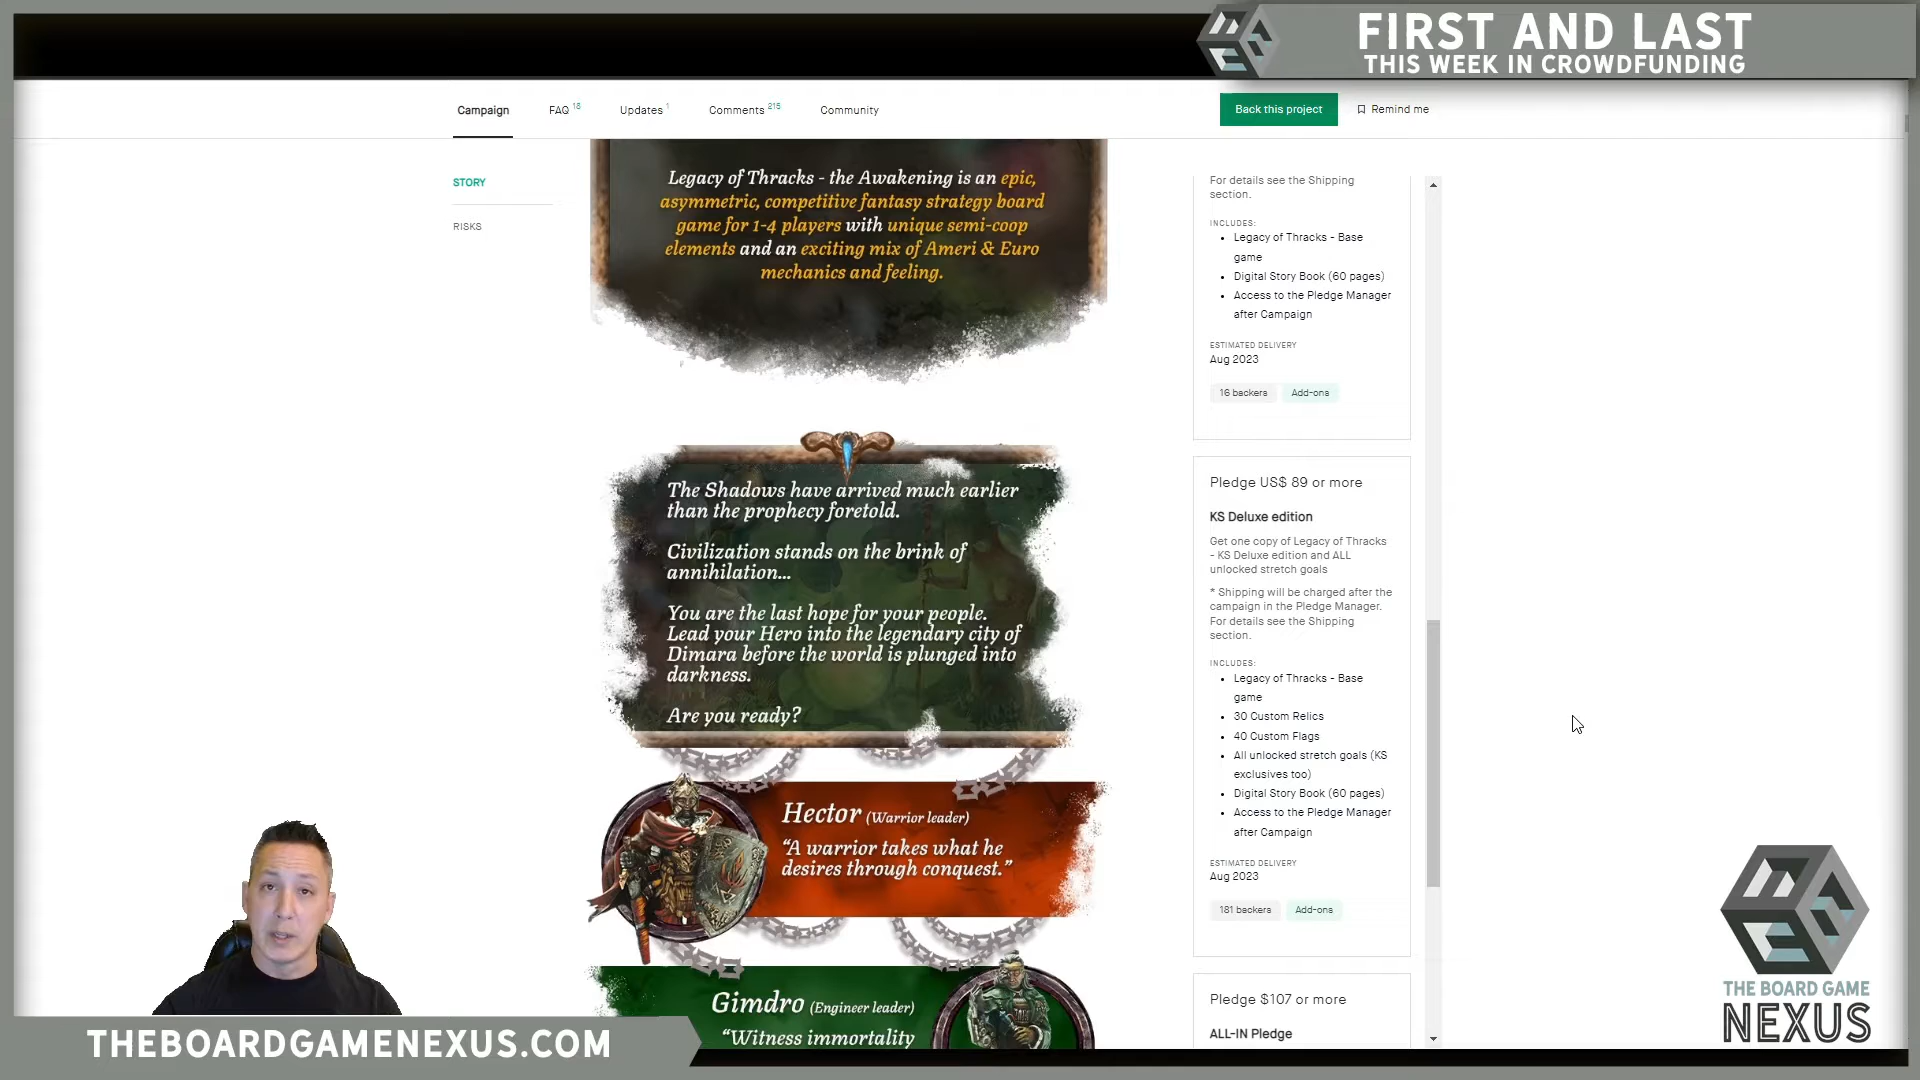 FIRST AND LAST
THIS WEEK IN CROWDFUNDING
Campaign
FAQ 18
Updates 1
Comments 215
Community
Back this project
Remind me
STORY
RISKS
Legacy of Thracks - the Awakening is an epic,
asymmetric, competitive fantasy strategy board
game for 1-4 players with unique semi-coop
elements and an exciting mix of Ameri & Euro
mechanics and feeling.
The Shadows have arrived much earlier
than the prophecy foretold.
Civilization stands on the brink of
annihilation...
You are the last hope for your people.
Lead your Hero into the legendary city of
Dimara before the world is plunged into
darkness.
Are you ready?
Hector (Warrior leader)
“A warrior takes what he
desires through conquest.”
Gimdro (Engineer leader)
“Witness immortality
For details see the Shipping
section.
INCLUDES:
• Legacy of Thracks - Base
game
• Digital Story Book (60 pages)
• Access to the Pledge Manager
after Campaign
ESTIMATED DELIVERY
Aug 2023
16 backers
Add-ons
Pledge US$ 89 or more
KS Deluxe edition
Get one copy of Legacy of Thracks
- KS Deluxe edition and ALL
unlocked stretch goals
* Shipping will be charged after the
campaign in the Pledge Manager.
For details see the Shipping
section.
INCLUDES:
• Legacy of Thracks - Base
game
• 30 Custom Relics
• 40 Custom Flags
• All unlocked stretch goals (KS
exclusives too)
• Digital Story Book (60 pages)
• Access to the Pledge Manager
after Campaign
ESTIMATED DELIVERY
Aug 2023
181 backers
Add-ons
Pledge $107 or more
ALL-IN Pledge
THEBOARDGAMENEXUS.COM
THE BOARD GAME
NEXUS